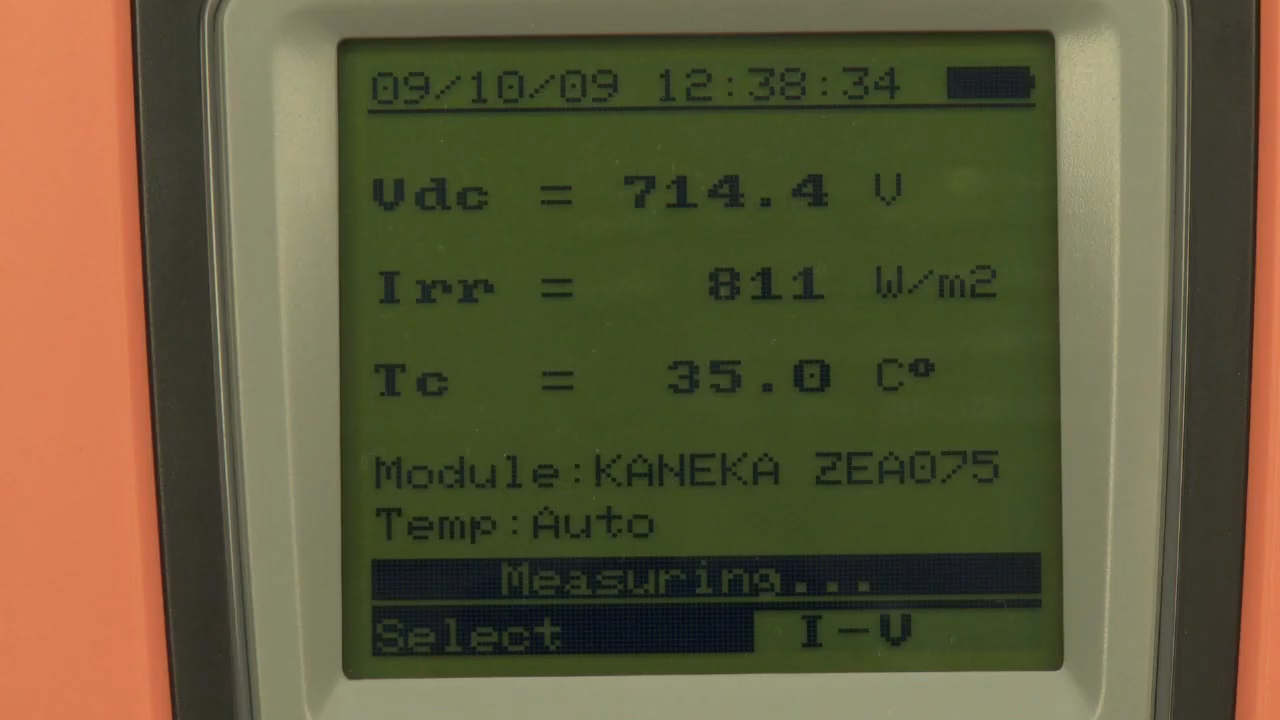 09/10/09 12:38:34
Vdc = 714.4 V
Irr = 811 W/m2
Tc = 35.0 Cº
Module:KANEKA ZEA075
Temp:Auto
Measuring...
Select I-V